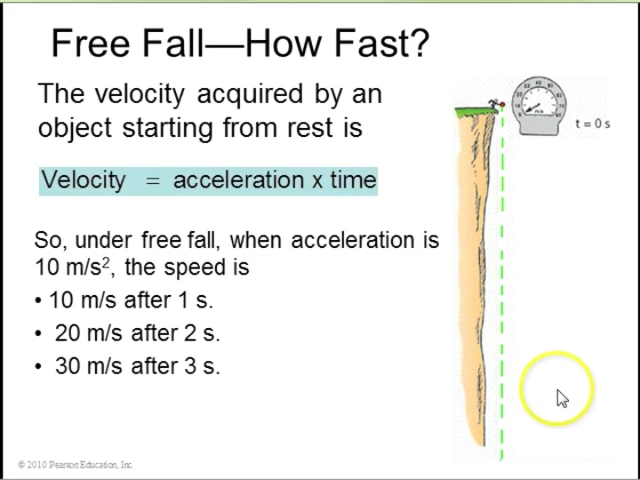 Free Fall—How Fast?
The velocity acquired by an
object starting from rest is
Velocity = acceleration x time
So, under free fall, when acceleration is
10 m/s², the speed is
• 10 m/s after 1 s.
• 20 m/s after 2 s.
• 30 m/s after 3 s.
t = 0 s
© 2010 Pearson Education, Inc.